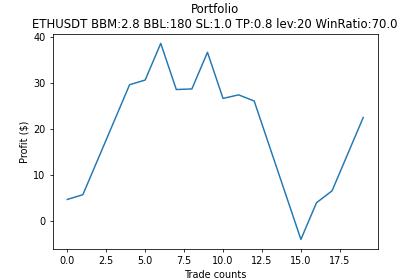 Portfolio
ETHUSDT BBM:2.8 BBL:180 SL:1.0 TP:0.8 lev:20 WinRatio:70.0
Profit ($)
40
30
20
10
0
0.0 2.5 5.0 7.5 10.0 12.5 15.0 17.5
Trade counts